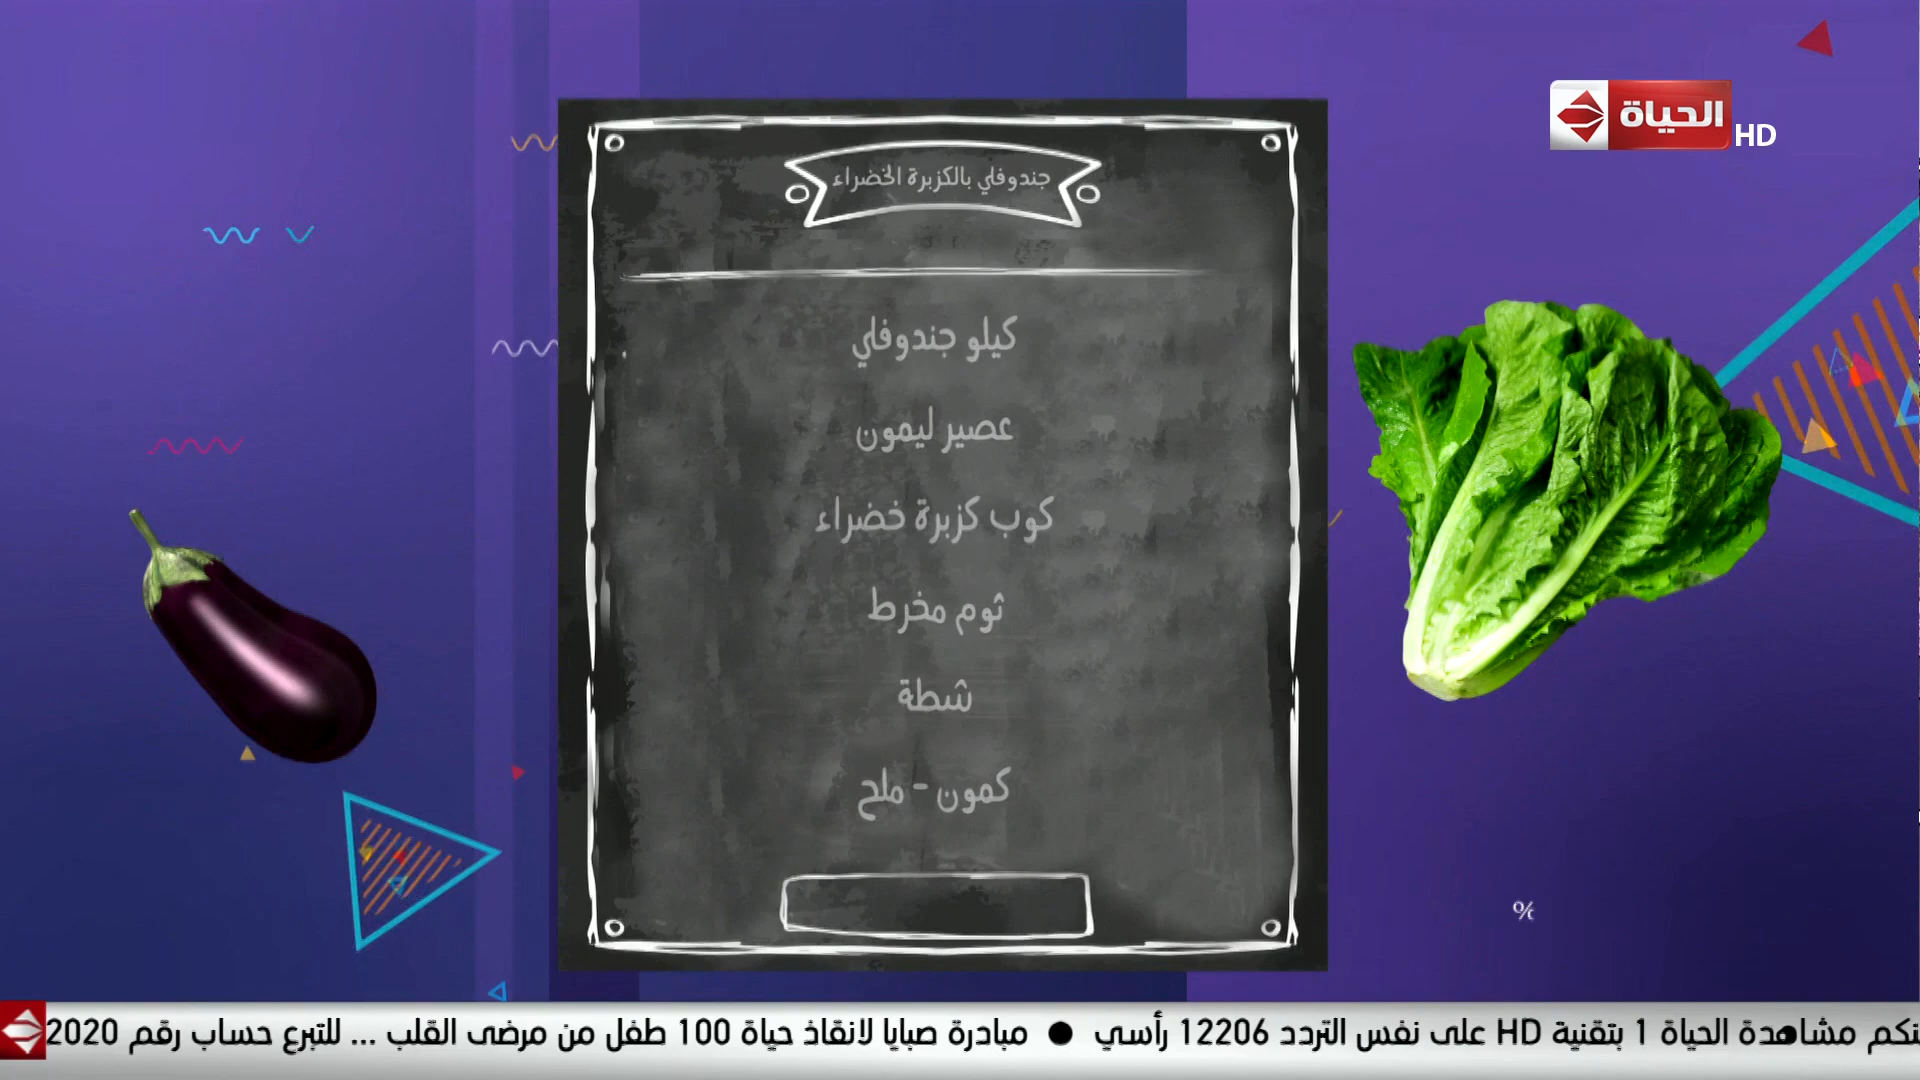 الحياة
HD
جندوفلي بالكزبرة الخضراء
كيلو جندوفلي
عصير ليمون
كوب كزبرة خضراء
ثوم مخرط
شطة
كمون - ملح
%
مشاهدة الحياة 1 بتقنية HD على نفس التردد 12206 رأسي ● مبادرة صبايا لانقاذ حياة 100 طفل من مرضى القلب ... للتبرع حساب رقم 2020